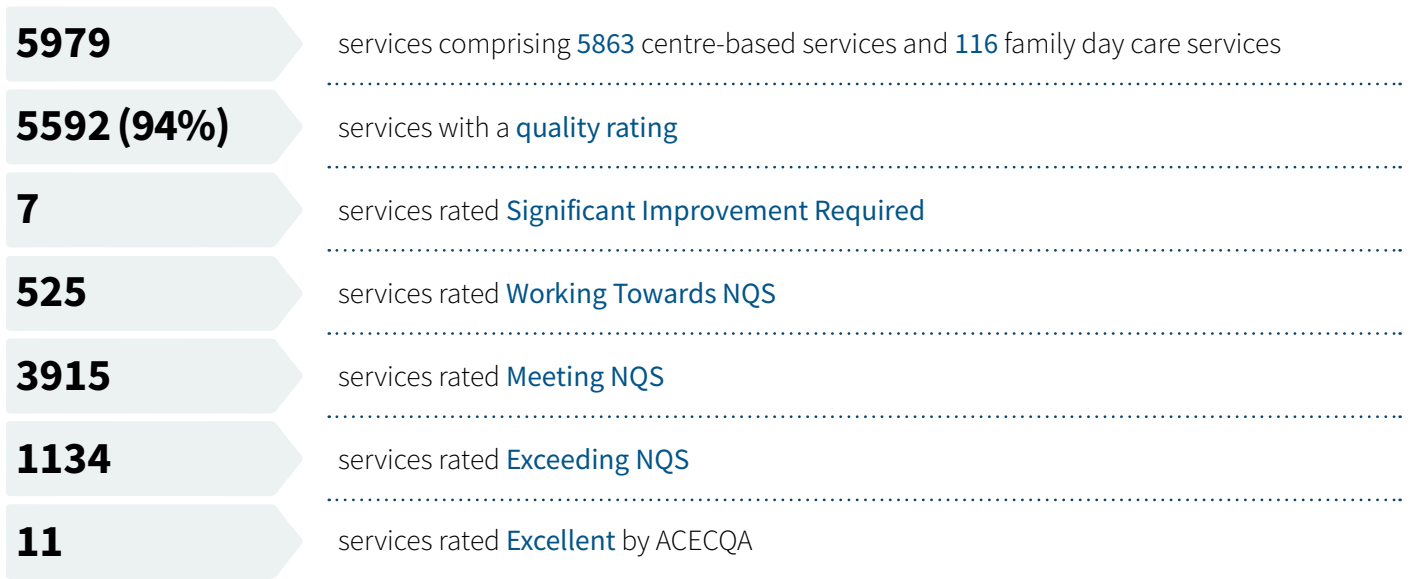 5979 services comprising 5863 centre-based services and 116 family day care services
5592 (94%) services with a quality rating
7 services rated Significant Improvement Required
525 services rated Working Towards NQS
3915 services rated Meeting NQS
1134 services rated Exceeding NQS
11 services rated Excellent by ACECQA